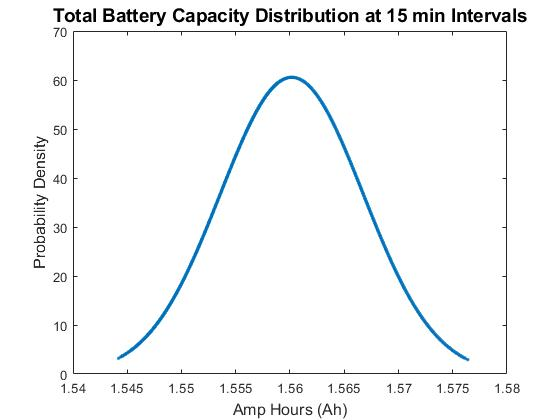 Total Battery Capacity Distribution at 15 min Intervals
70
60
50
40
30
20
10
0
Probability Density
1.54 1.545 1.55 1.555 1.56 1.565 1.57 1.575 1.58
Amp Hours (Ah)